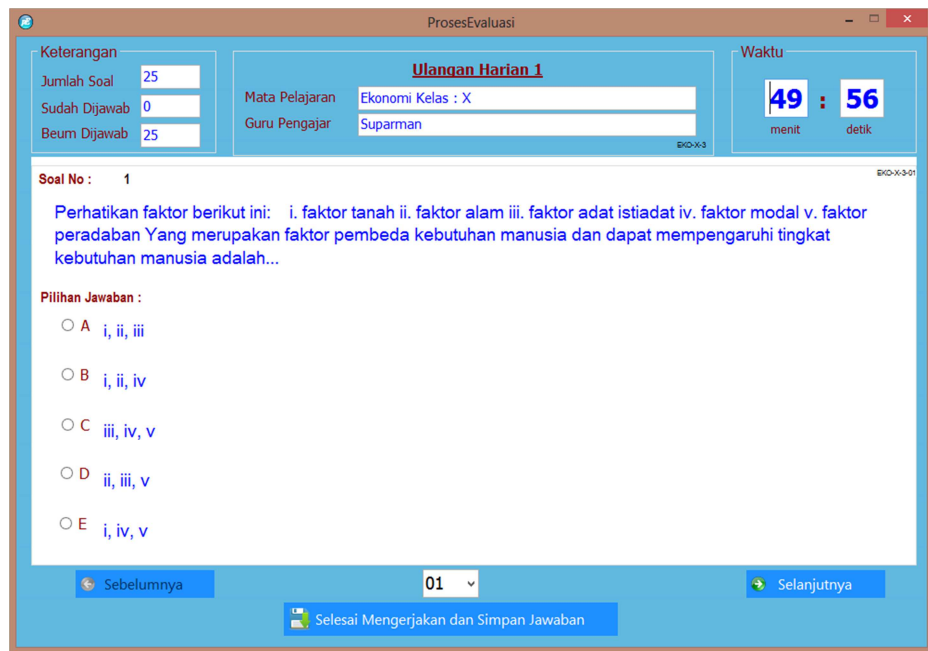 ProsesEvaluasi
Keterangan
Jumlah Soal 25
Sudah Dijawab 0
Beum Dijawab 25
Ulangan Harian 1
Mata Pelajaran Ekonomi Kelas : X
Guru Pengajar Suparman
EKO-X-3
Waktu
49 : 56
menit detik
Soal No : 1
EKO-X-3-01
Perhatikan faktor berikut ini: i. faktor tanah ii. faktor alam iii. faktor adat istiadat iv. faktor modal v. faktor
peradaban Yang merupakan faktor pembeda kebutuhan manusia dan dapat mempengaruhi tingkat
kebutuhan manusia adalah...
Pilihan Jawaban :
A i, ii, iii
B i, ii, iv
C iii, iv, v
D ii, iii, v
E i, iv, v
Sebelumnya 01 Selanjutnya
Selesai Mengerjakan dan Simpan Jawaban